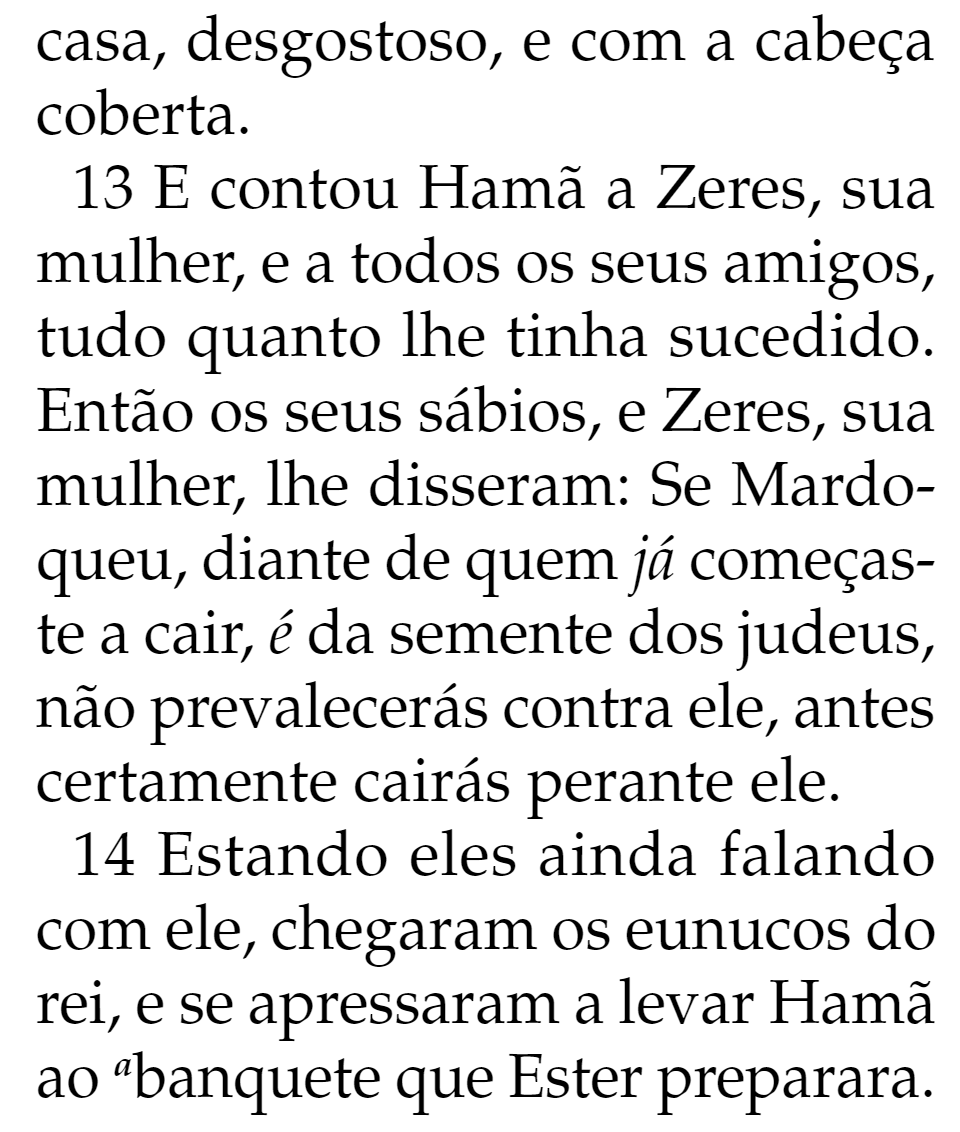 casa, desgostoso, e com a cabeça
coberta.
13 E contou Hamã a Zeres, sua
mulher, e a todos os seus amigos,
tudo quanto lhe tinha sucedido.
Então os seus sábios, e Zeres, sua
mulher, lhe disseram: Se Mardo-
queu, diante de quem já começas-
te a cair, é da semente dos judeus,
não prevalecerás contra ele, antes
certamente cairás perante ele.
14 Estando eles ainda falando
com ele, chegaram os eunucos do
rei, e se apressaram a levar Hamã
ao ᵃbanquete que Ester preparara.